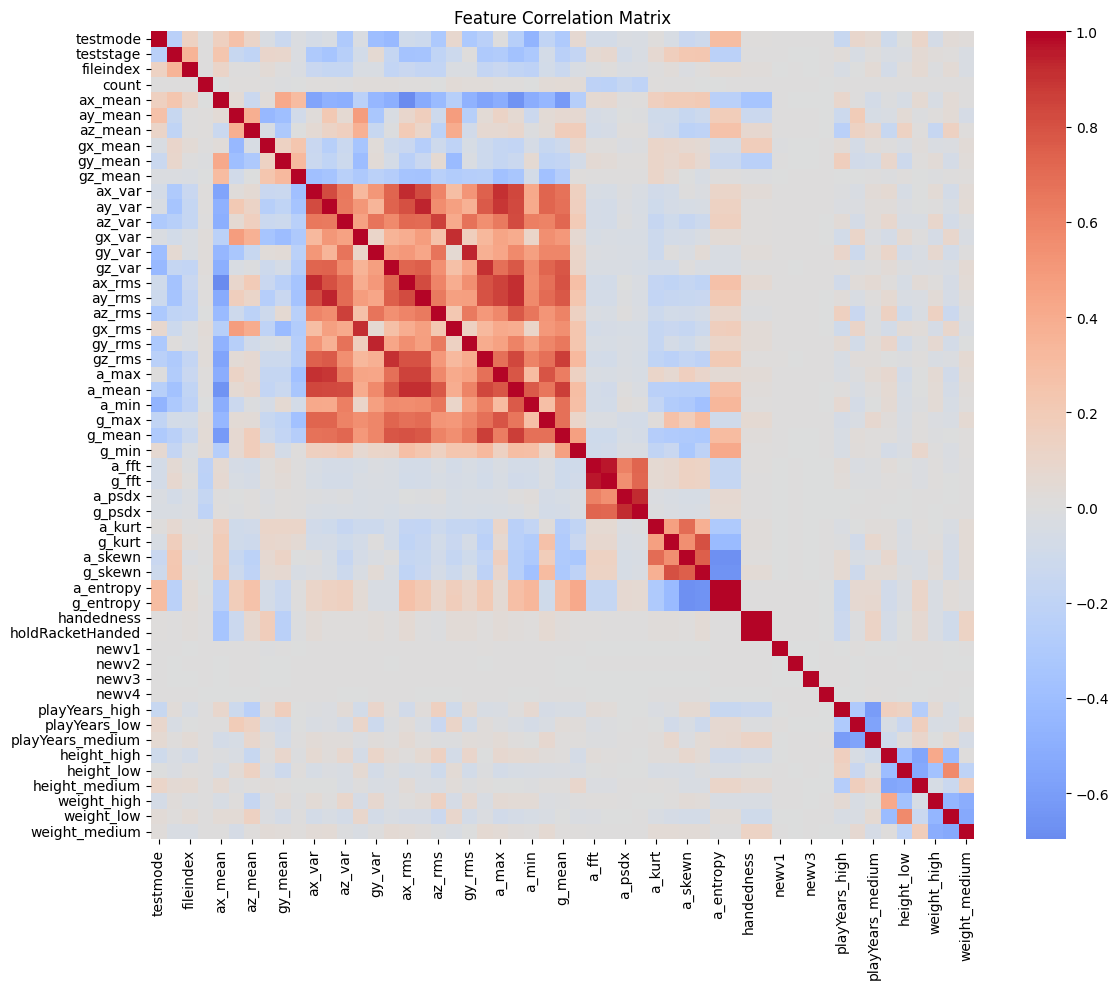 Feature Correlation Matrix
testmode
teststage
fileindex
count
ax_mean
ay_mean
az_mean
gx_mean
gy_mean
gz_mean
ax_var
ay_var
az_var
gx_var
gy_var
gz_var
ax_rms
ay_rms
az_rms
gx_rms
gy_rms
gz_rms
a_max
a_mean
a_min
g_max
g_mean
g_min
a_fft
g_fft
a_psdx
g_psdx
a_kurt
g_kurt
a_skewn
g_skewn
a_entropy
g_entropy
handedness
holdRacketHanded
newv1
newv2
newv3
newv4
playYears_high
playYears_low
playYears_medium
height_high
height_low
height_medium
weight_high
weight_low
weight_medium
testmode
fileindex
ax_mean
az_mean
gy_mean
ax_var
az_var
gy_var
ax_rms
az_rms
gy_rms
a_max
a_min
g_mean
a_fft
a_psdx
a_kurt
a_skewn
a_entropy
handedness
newv1
newv3
playYears_high
playYears_medium
height_low
weight_high
weight_medium
1.0
0.8
0.6
0.4
0.2
0.0
−0.2
−0.4
−0.6